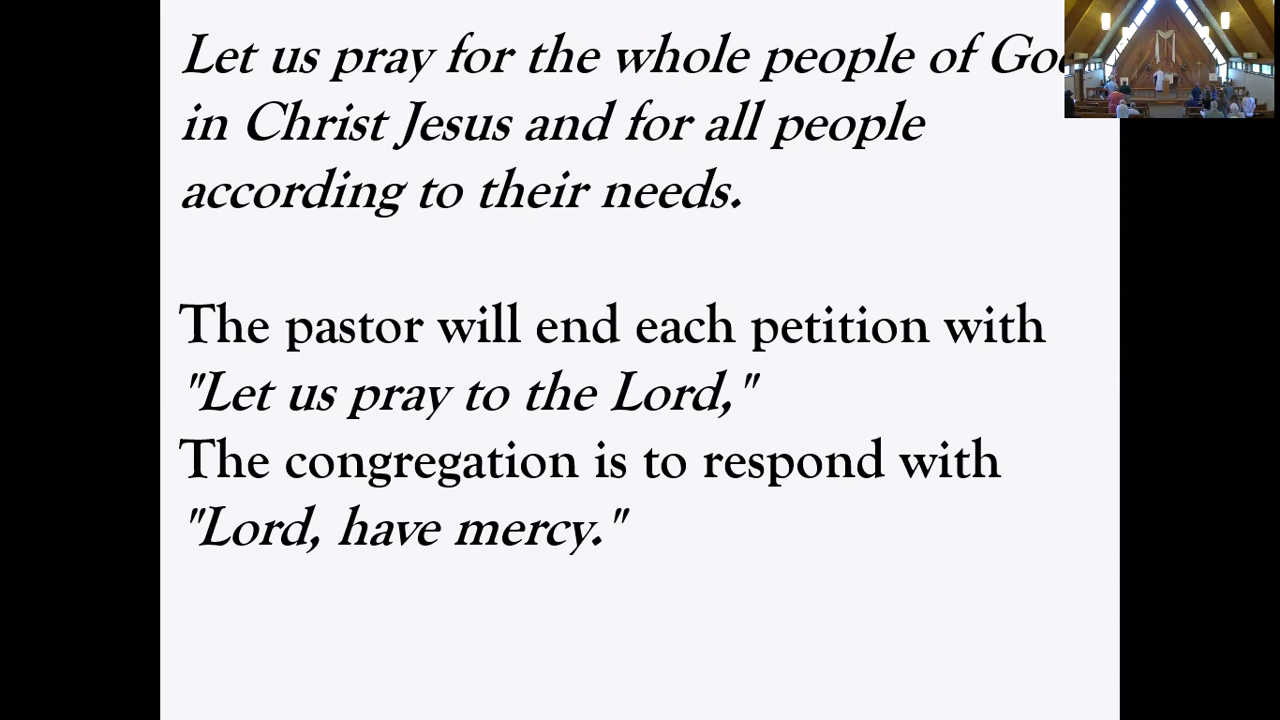 Let us pray for the whole people of God
in Christ Jesus and for all people
according to their needs.
The pastor will end each petition with
"Let us pray to the Lord,"
The congregation is to respond with
"Lord, have mercy."